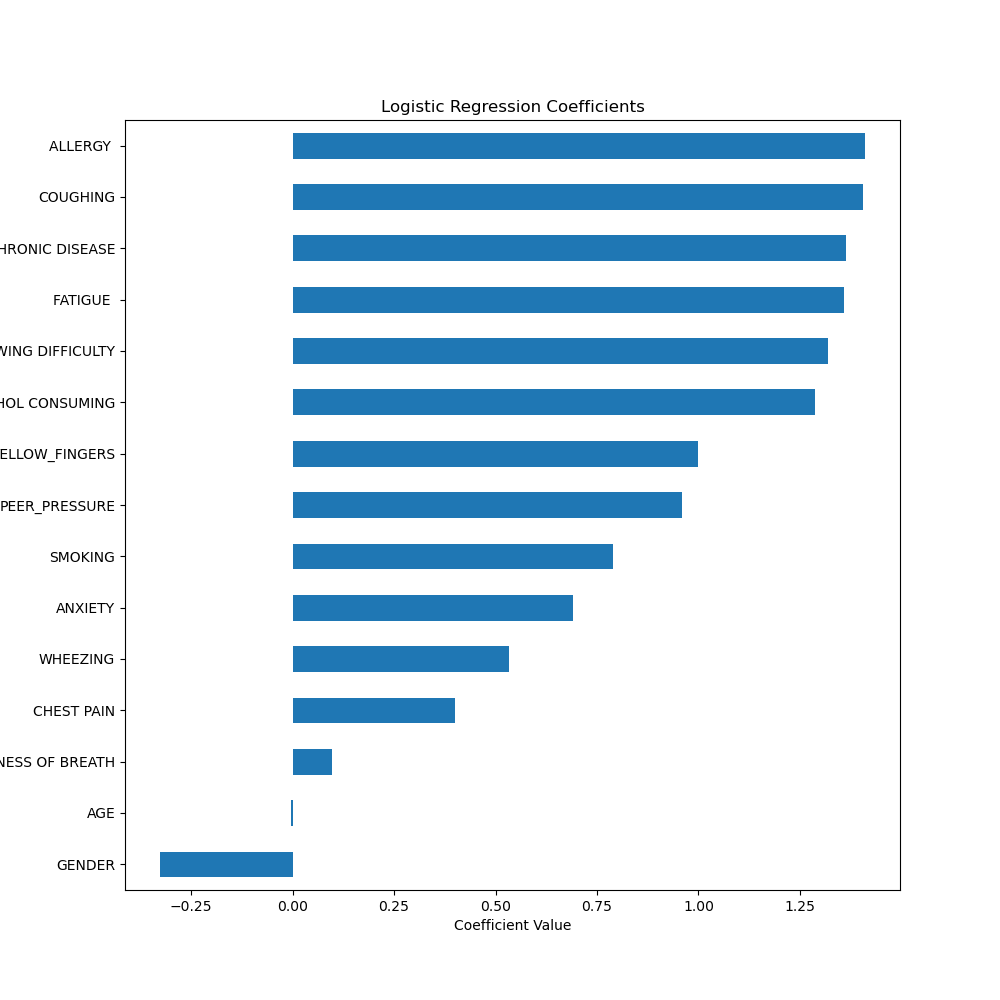 Logistic Regression Coefficients
ALLERGY
COUGHING
HRONIC DISEASE
FATIGUE
WING DIFFICULTY
HOL CONSUMING
ELLOW_FINGERS
PEER_PRESSURE
SMOKING
ANXIETY
WHEEZING
CHEST PAIN
NESS OF BREATH
AGE
GENDER
−0.25 0.00 0.25 0.50 0.75 1.00 1.25
Coefficient Value